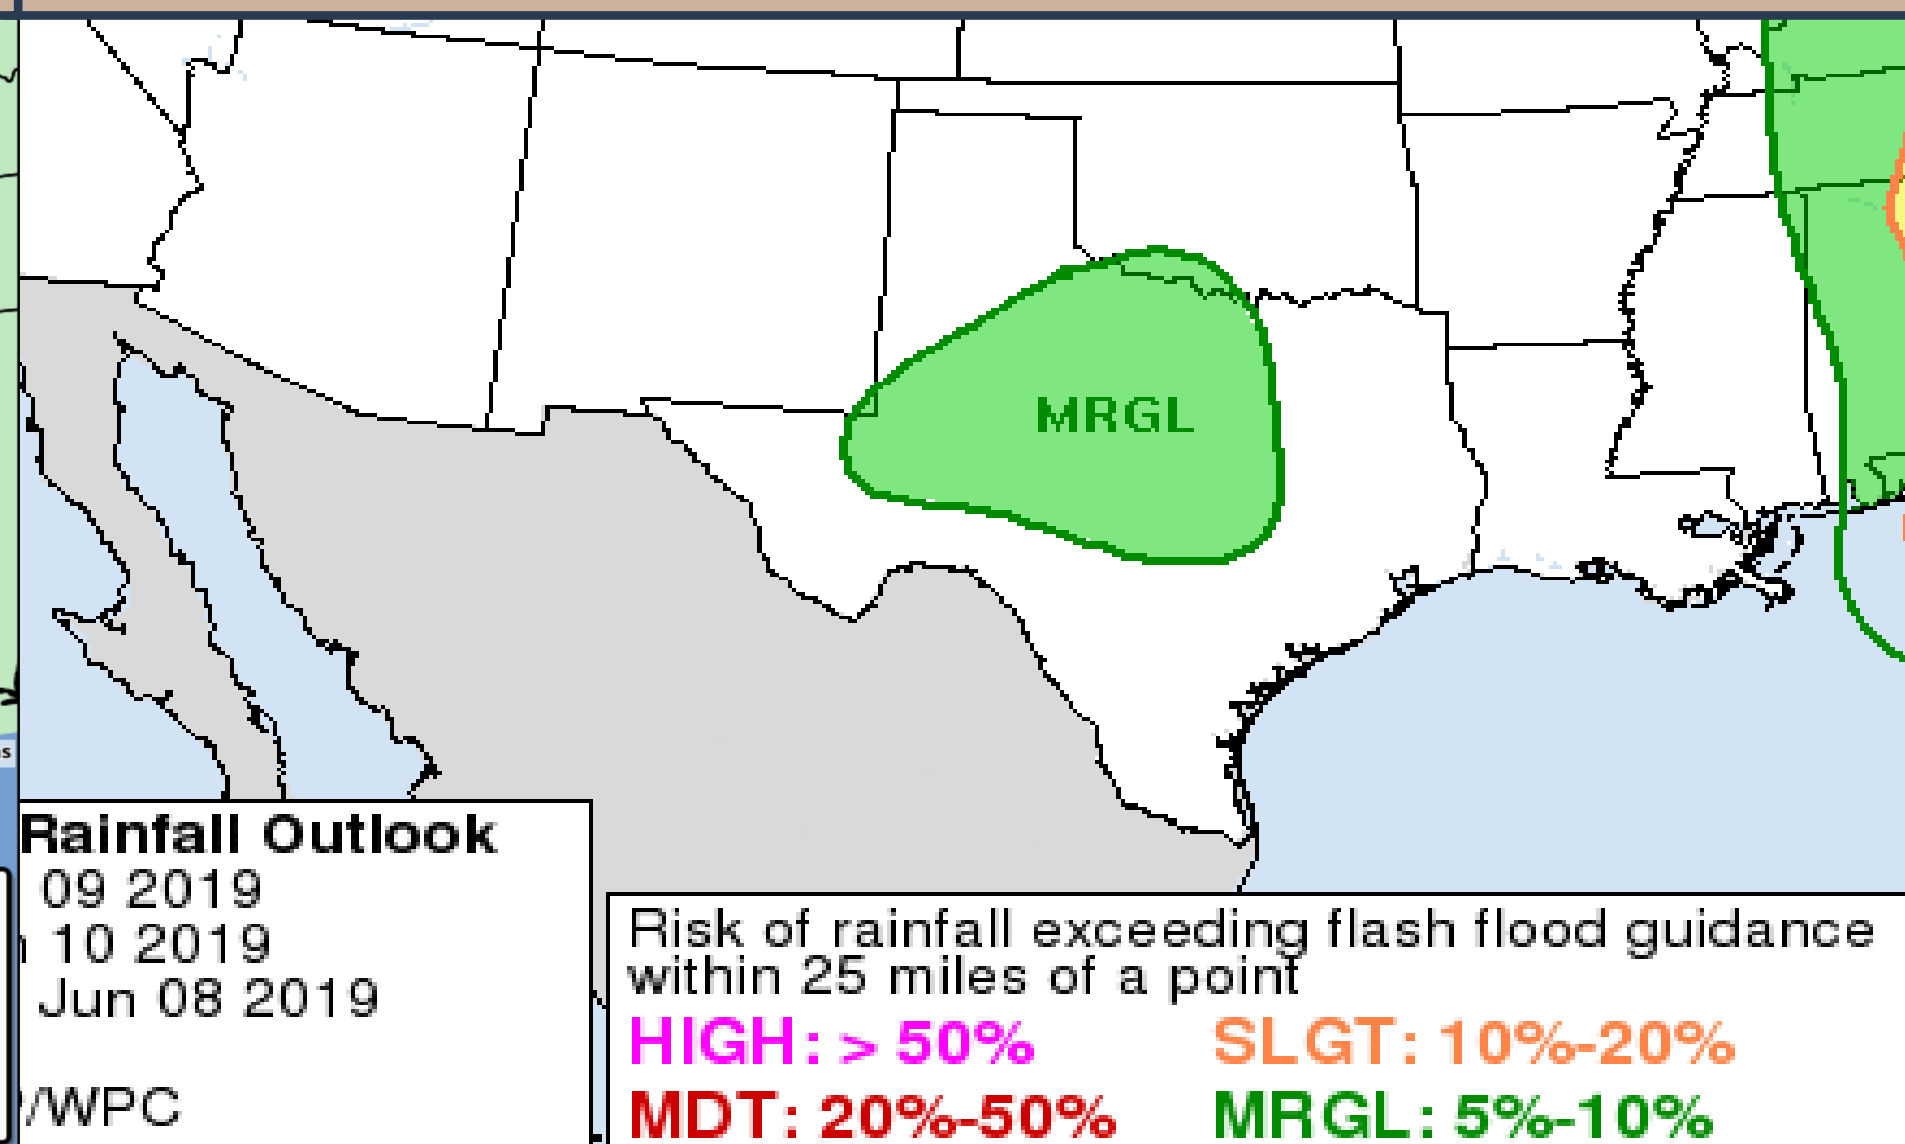 MRGL
Rainfall Outlook
09 2019
10 2019
Jun 08 2019
/WPC
Risk of rainfall exceeding flash flood guidance
within 25 miles of a point
HIGH: > 50%
SLGT: 10%-20%
MDT: 20%-50%
MRGL: 5%-10%